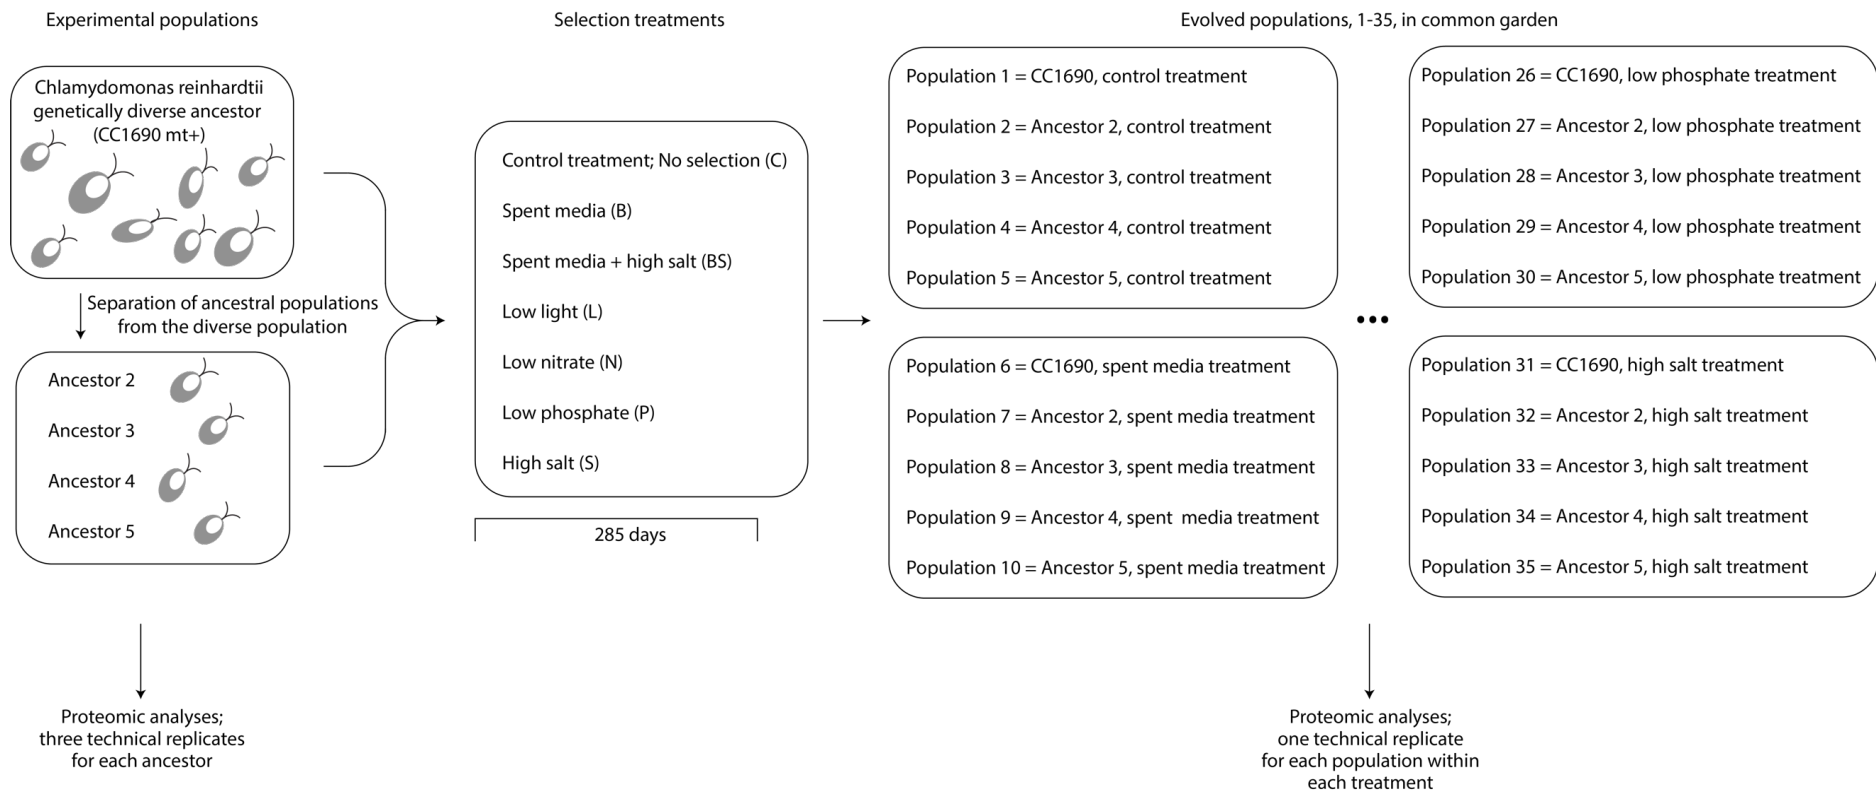 Experimental populations
Chlamydomonas reinhardtii
genetically diverse ancestor
(CC1690 mt+)
Separation of ancestral populations
from the diverse population
Ancestor 2
Ancestor 3
Ancestor 4
Ancestor 5
Proteomic analyses;
three technical replicates
for each ancestor
Selection treatments
Control treatment; No selection (C)
Spent media (B)
Spent media + high salt (BS)
Low light (L)
Low nitrate (N)
Low phosphate (P)
High salt (S)
285 days
Evolved populations, 1-35, in common garden
Population 1 = CC1690, control treatment
Population 2 = Ancestor 2, control treatment
Population 3 = Ancestor 3, control treatment
Population 4 = Ancestor 4, control treatment
Population 5 = Ancestor 5, control treatment
Population 6 = CC1690, spent media treatment
Population 7 = Ancestor 2, spent media treatment
Population 8 = Ancestor 3, spent media treatment
Population 9 = Ancestor 4, spent  media treatment
Population 10 = Ancestor 5, spent media treatment
•••
Population 26 = CC1690, low phosphate treatment
Population 27 = Ancestor 2, low phosphate treatment
Population 28 = Ancestor 3, low phosphate treatment
Population 29 = Ancestor 4, low phosphate treatment
Population 30 = Ancestor 5, low phosphate treatment
Population 31 = CC1690, high salt treatment
Population 32 = Ancestor 2, high salt treatment
Population 33 = Ancestor 3, high salt treatment
Population 34 = Ancestor 4, high salt treatment
Population 35 = Ancestor 5, high salt treatment
Proteomic analyses;
one technical replicate
for each population within
each treatment